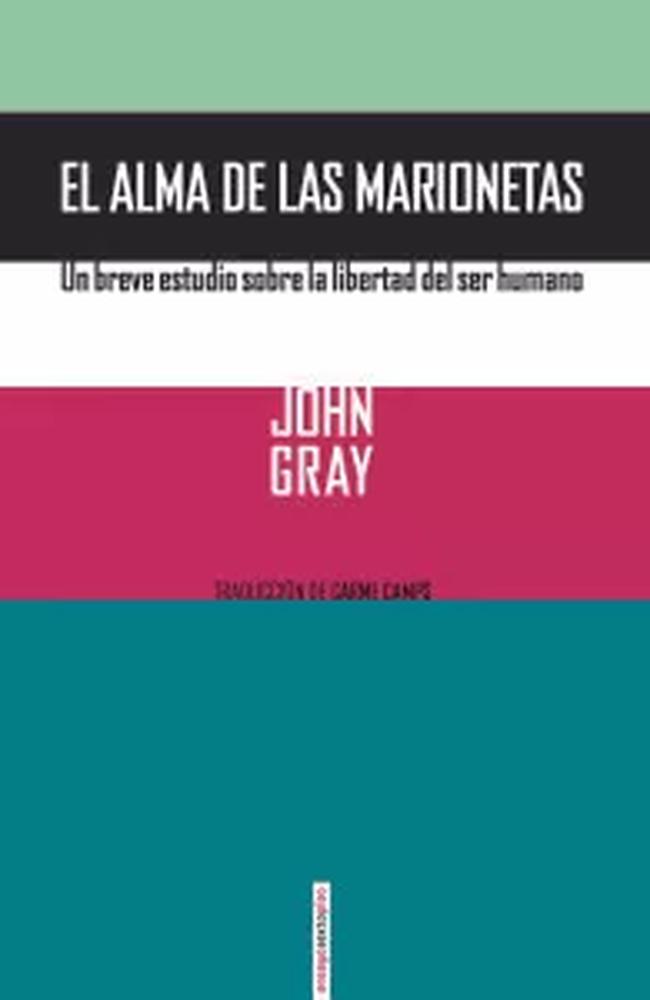 EL ALMA DE LAS MARIONETAS
Un breve estudio sobre la libertad del ser humano
JOHN
GRAY
TRADUCCIÓN DE CARME CAMPS